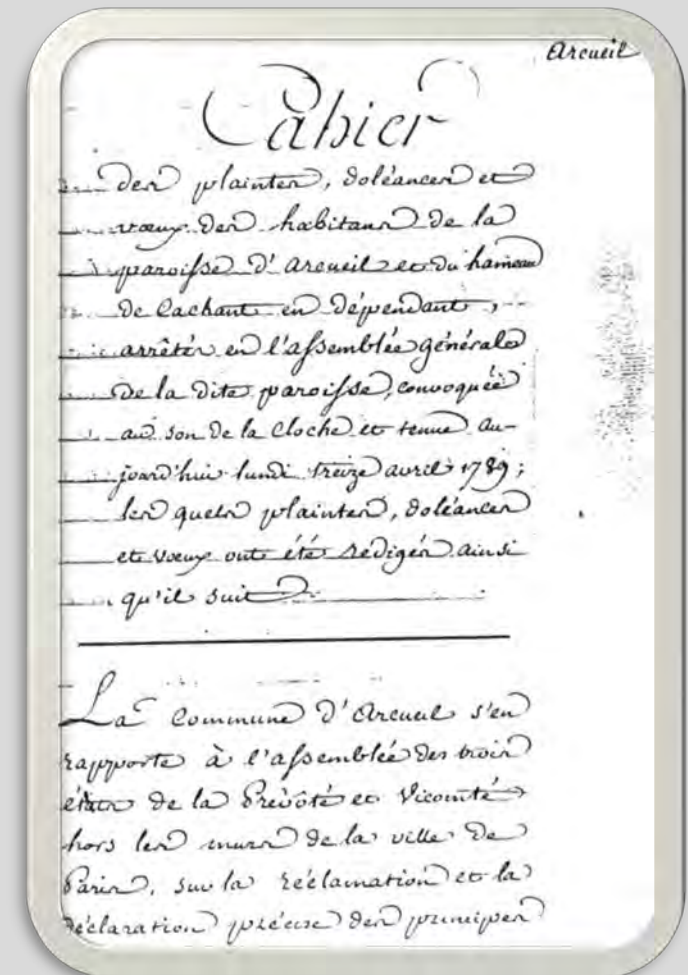 Arcueil
Cahier
des plaintes, doléances et
vœux des habitans de la
paroisse d'Arcueil et du hameau
de Cachant en dépendant,
arrêtés en l'assemblée générale
de la dite paroisse, convoquée
au son de la cloche et tenue au-
jourd'hui lundi treize avril 1789;
les quels plaintes, doléances
et vœux ont été rédigés ainsi
qu'il suit
La Commune d'Arcueil s'en
rapporte à l'assemblée des trois
états de la Prévôté et Vicomté
hors les murs de la ville de
Paris, sur la réclamation et la
déclaration précise des principes